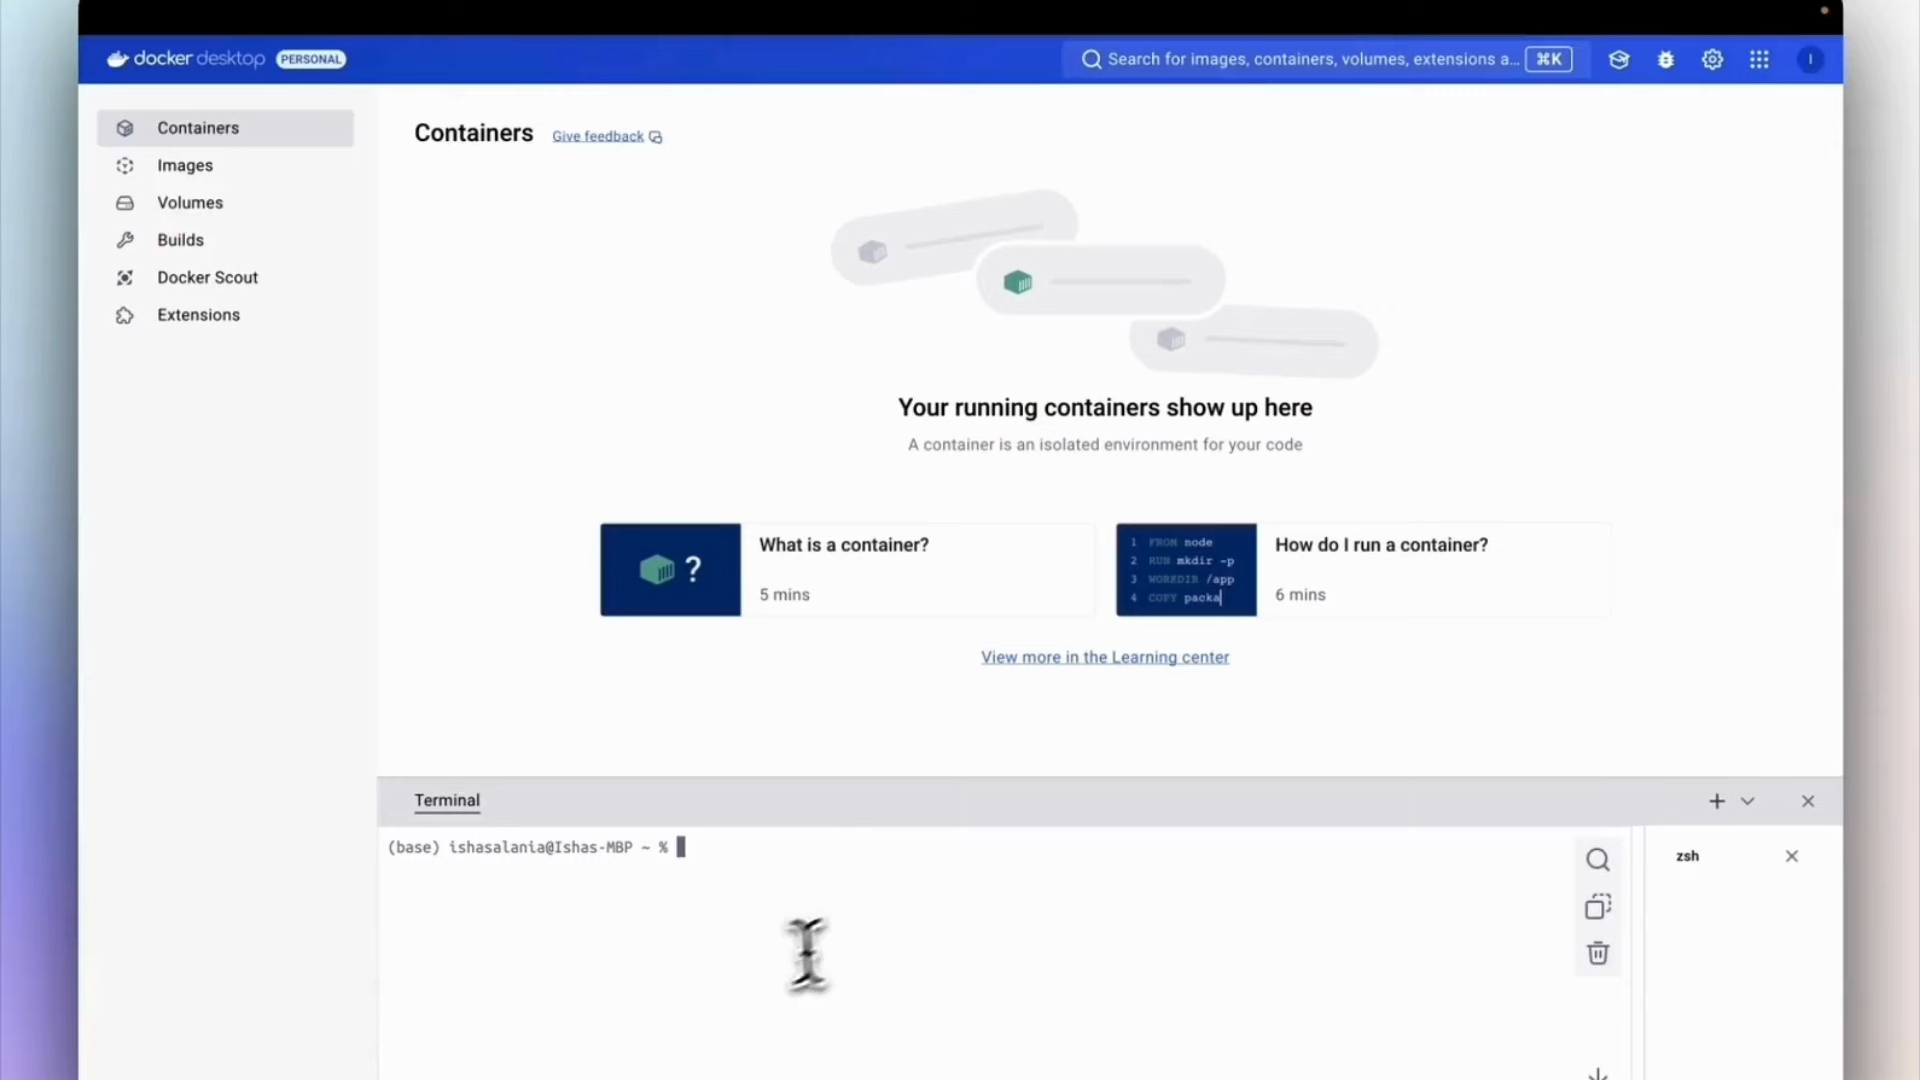 docker desktop PERSONAL
Search for images, containers, volumes, extensions a... ⌘K
I
Containers
Images
Volumes
Builds
Docker Scout
Extensions
Containers Give feedback
Your running containers show up here
A container is an isolated environment for your code
?
What is a container?
5 mins
1 FROM node
2 RUN mkdir -p
3 WORKDIR /app
4 COPY packa
How do I run a container?
6 mins
View more in the Learning center
Terminal
(base) ishasalania@Ishas-MBP ~ %
zsh